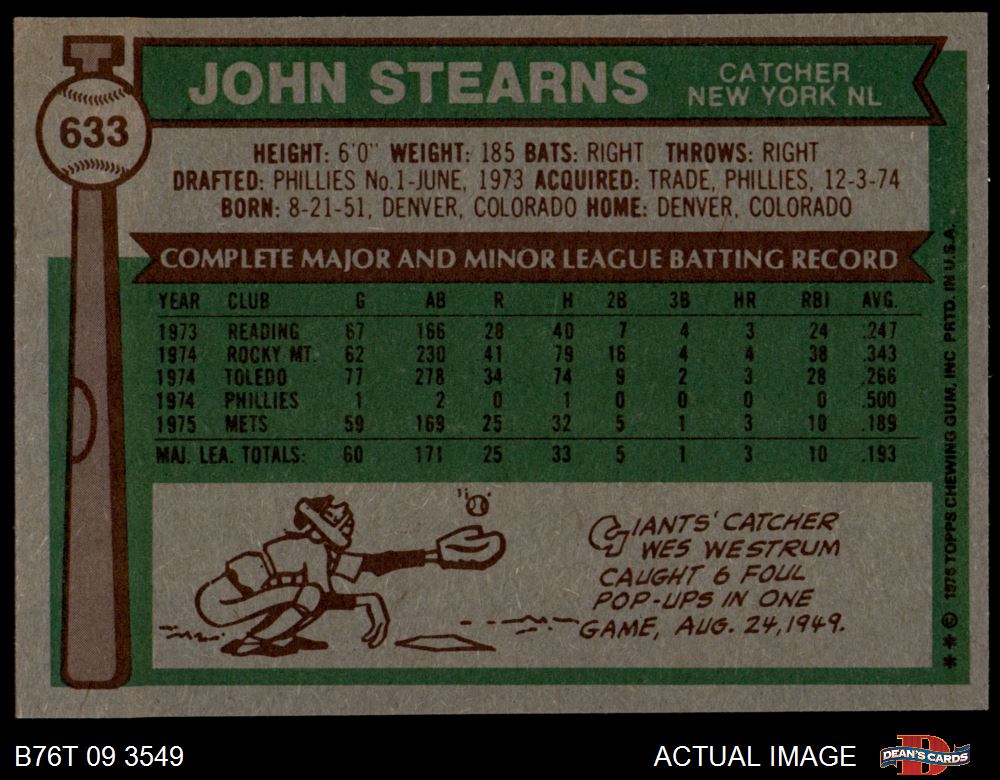 633
JOHN STEARNS
CATCHER
NEW YORK NL
HEIGHT: 6'0" WEIGHT: 185 BATS: RIGHT THROWS: RIGHT
DRAFTED: PHILLIES No.1-JUNE, 1973 ACQUIRED: TRADE, PHILLIES, 12-3-74
BORN: 8-21-51, DENVER, COLORADO HOME: DENVER, COLORADO
COMPLETE MAJOR AND MINOR LEAGUE BATTING RECORD
YEAR CLUB G AB R H 2B 3B HR RBI AVG.
1973 READING 67 166 28 40 7 4 3 24 .247
1974 ROCKY MT. 62 230 41 79 16 4 4 38 .343
1974 TOLEDO 77 278 34 74 9 2 3 28 .266
1974 PHILLIES 1 2 0 1 0 0 0 0 .500
1975 METS 59 169 25 32 5 1 3 10 .189
MAJ. LEA. TOTALS: 60 171 25 33 5 1 3 10 .193
GIANTS' CATCHER
WES WESTRUM
CAUGHT 6 FOUL
POP-UPS IN ONE
GAME, AUG. 24, 1949.
* * © 1976 TOPPS CHEWING GUM, INC PRTD. IN U.S.A.
B76T 09 3549
ACTUAL IMAGE
DEAN'S CARDS